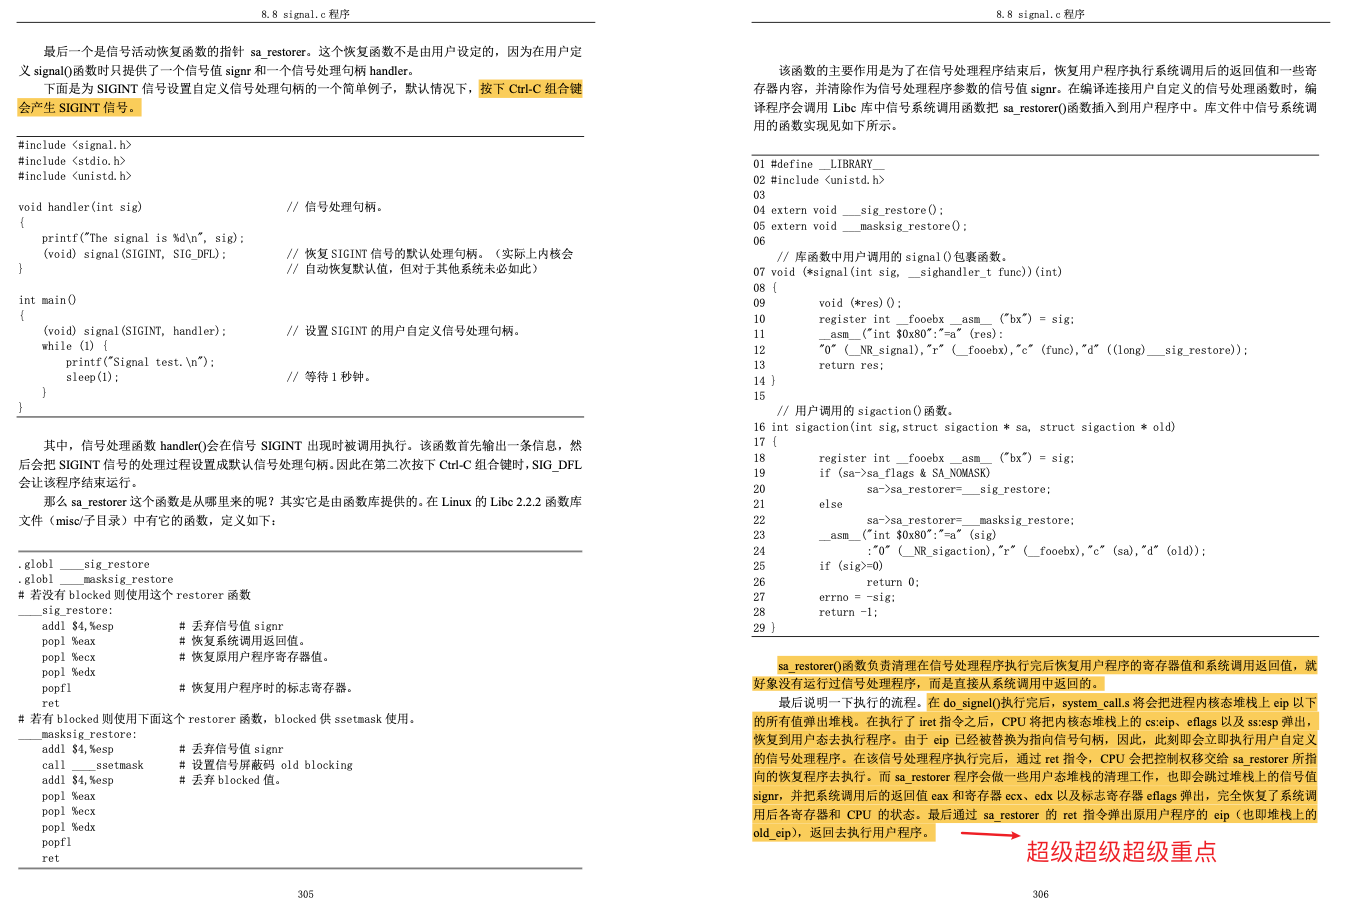 8.8 signal.c 程序
最后一个是信号活动恢复函数的指针 sa_restorer。这个恢复函数不是由用户设定的，因为在用户定
义 signal()函数时只提供了一个信号值 signr 和一个信号处理句柄 handler。
下面是为 SIGINT 信号设置自定义信号处理句柄的一个简单例子，默认情况下，按下 Ctrl-C 组合键
会产生 SIGINT 信号。
#include <signal.h>
#include <stdio.h>
#include <unistd.h>
void handler(int sig) // 信号处理句柄。
{
printf("The signal is %d\n", sig);
(void) signal(SIGINT, SIG_DFL); // 恢复 SIGINT 信号的默认处理句柄。（实际上内核会
} // 自动恢复默认值，但对于其他系统未必如此）
int main()
{
(void) signal(SIGINT, handler); // 设置 SIGINT 的用户自定义信号处理句柄。
while (1) {
printf("Signal test.\n");
sleep(1); // 等待 1 秒钟。
}
}
其中，信号处理函数 handler()会在信号 SIGINT 出现时被调用执行。该函数首先输出一条信息，然
后会把 SIGINT 信号的处理过程设置成默认信号处理句柄。因此在第二次按下 Ctrl-C 组合键时，SIG_DFL
会让该程序结束运行。
那么 sa_restorer 这个函数是从哪里来的呢？其实它是由函数库提供的。在 Linux 的 Libc 2.2.2 函数库
文件（misc/子目录）中有它的函数，定义如下：
.globl ____sig_restore
.globl ____masksig_restore
# 若没有 blocked 则使用这个 restorer 函数
____sig_restore:
addl $4,%esp # 丢弃信号值 signr
popl %eax # 恢复系统调用返回值。
popl %ecx # 恢复原用户程序寄存器值。
popl %edx
popfl # 恢复用户程序时的标志寄存器。
ret
# 若有 blocked 则使用下面这个 restorer 函数，blocked 供 ssetmask 使用。
____masksig_restore:
addl $4,%esp # 丢弃信号值 signr
call ____ssetmask # 设置信号屏蔽码 old blocking
addl $4,%esp # 丢弃 blocked 值。
popl %eax
popl %ecx
popl %edx
popfl
ret
305
8.8 signal.c 程序
该函数的主要作用是为了在信号处理程序结束后，恢复用户程序执行系统调用后的返回值和一些寄
存器内容，并清除作为信号处理程序参数的信号值 signr。在编译连接用户自定义的信号处理函数时，编
译程序会调用 Libc 库中信号系统调用函数把 sa_restorer()函数插入到用户程序中。库文件中信号系统调
用的函数实现见如下所示。
01 #define __LIBRARY__
02 #include <unistd.h>
03
04 extern void ___sig_restore();
05 extern void ___masksig_restore();
06
// 库函数中用户调用的 signal()包裹函数。
07 void (*signal(int sig, __sighandler_t func))(int)
08 {
09 void (*res)();
10 register int __fooebx __asm__ ("bx") = sig;
11 __asm__("int $0x80":"=a" (res):
12 "0" (__NR_signal),"r" (__fooebx),"c" (func),"d" ((long)___sig_restore));
13 return res;
14 }
15
// 用户调用的 sigaction()函数。
16 int sigaction(int sig,struct sigaction * sa, struct sigaction * old)
17 {
18 register int __fooebx __asm__ ("bx") = sig;
19 if (sa->sa_flags & SA_NOMASK)
20 sa->sa_restorer=___sig_restore;
21 else
22 sa->sa_restorer=___masksig_restore;
23 __asm__("int $0x80":"=a" (sig)
24 :"0" (__NR_sigaction),"r" (__fooebx),"c" (sa),"d" (old));
25 if (sig>=0)
26 return 0;
27 errno = -sig;
28 return -1;
29 }
sa_restorer()函数负责清理在信号处理程序执行完后恢复用户程序的寄存器值和系统调用返回值，就
好象没有运行过信号处理程序，而是直接从系统调用中返回的。
最后说明一下执行的流程。在 do_signel()执行完后，system_call.s 将会把进程内核态堆栈上 eip 以下
的所有值弹出堆栈。在执行了 iret 指令之后，CPU 将把内核态堆栈上的 cs:eip、eflags 以及 ss:esp 弹出，
恢复到用户态去执行程序。由于 eip 已经被替换为指向信号句柄，因此，此刻即会立即执行用户自定义
的信号处理程序。在该信号处理程序执行完后，通过 ret 指令，CPU 会把控制权移交给 sa_restorer 所指
向的恢复程序去执行。而 sa_restorer 程序会做一些用户态堆栈的清理工作，也即会跳过堆栈上的信号值
signr，并把系统调用后的返回值 eax 和寄存器 ecx、edx 以及标志寄存器 eflags 弹出，完全恢复了系统调
用后各寄存器和 CPU 的状态。最后通过 sa_restorer 的 ret 指令弹出原用户程序的 eip（也即堆栈上的
old_eip），返回去执行用户程序。
超级超级超级重点
306